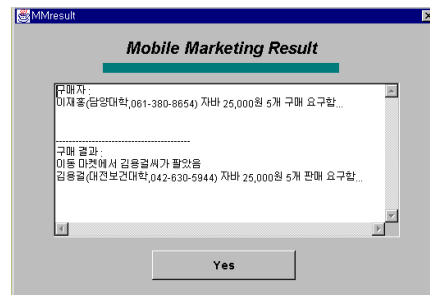 MMresult
Mobile Marketing Result
구매자 :
이재홍(담양대학,061-380-8654) 자바 25,000원 5개 구매 요구함...
----------------------------------------
구매 결과 :
이동 마켓에서 김용걸씨가 팔았음
김용걸(대전보건대학,042-630-5944) 자바 25,000원 5개 판매 요구함...
Yes